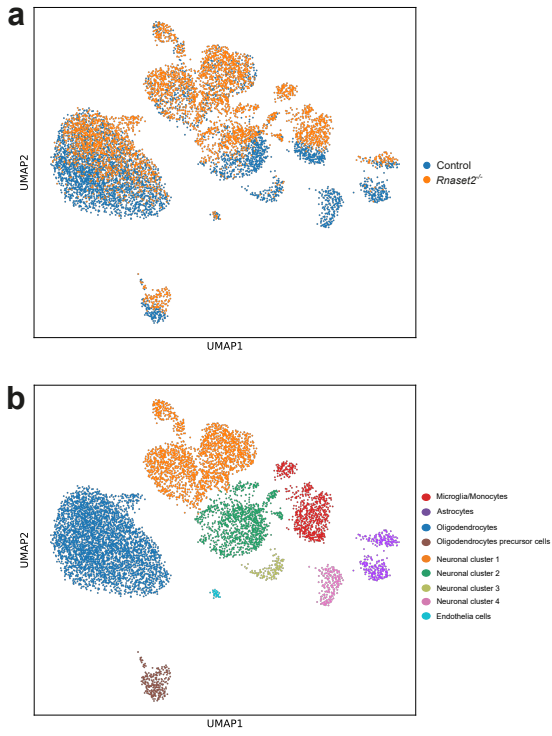 a
UMAP2
UMAP1
Control
Rnaset2-/-
b
UMAP2
UMAP1
Microglia/Monocytes
Astrocytes
Oligodendrocytes
Oligodendrocytes precursor cells
Neuronal cluster 1
Neuronal cluster 2
Neuronal cluster 3
Neuronal cluster 4
Endothelia cells